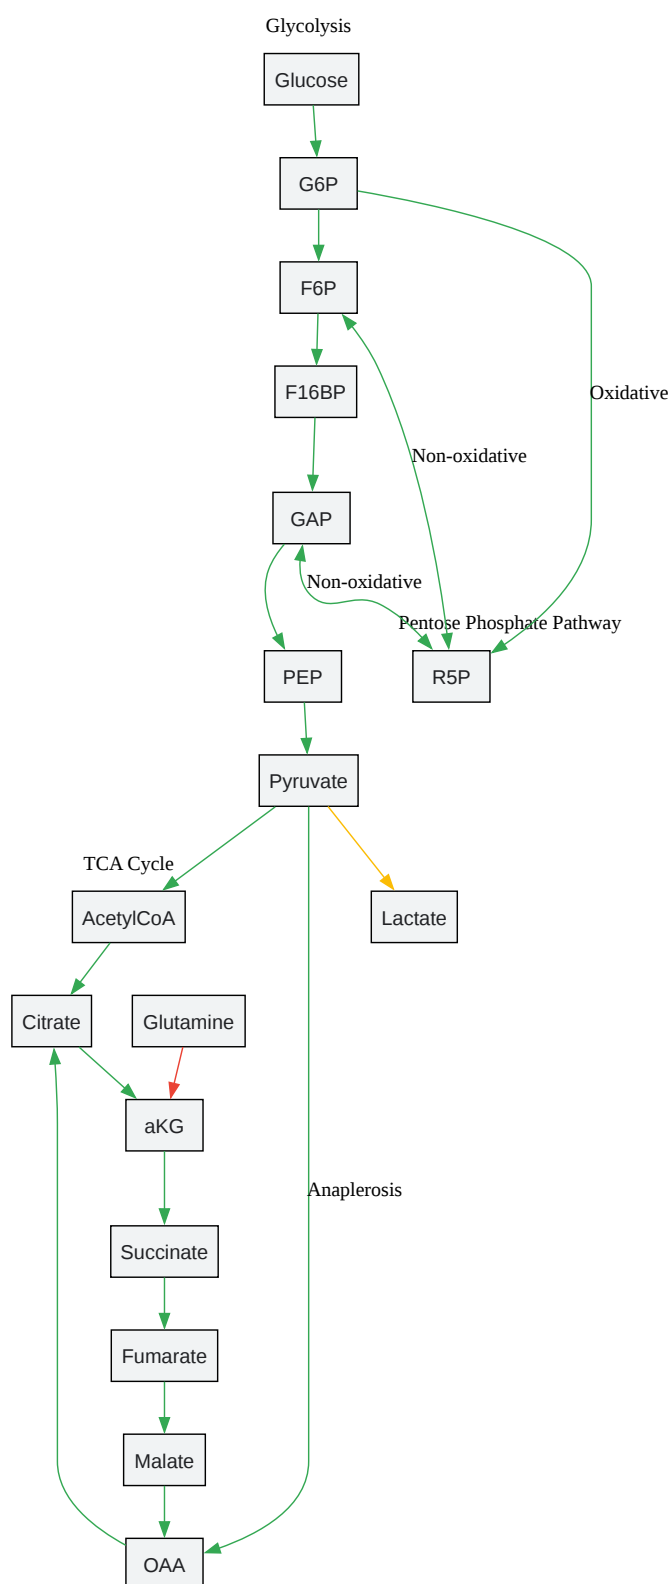 Glycolysis
Glucose
G6P
F6P
F16BP
Oxidative
Non-oxidative
GAP
Non-oxidative
Pentose Phosphate Pathway
PEP
R5P
Pyruvate
TCA Cycle
AcetylCoA
Lactate
Citrate
Glutamine
aKG
Anaplerosis
Succinate
Fumarate
Malate
OAA